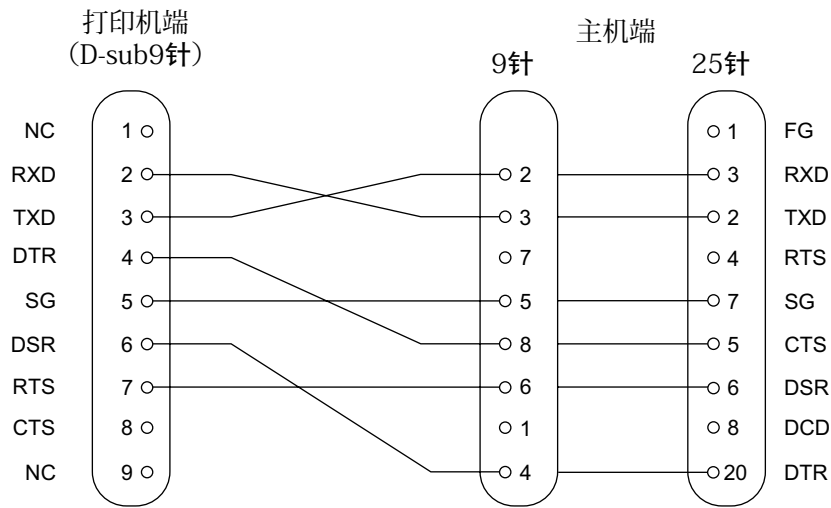 打印机端
(D-sub9针)
主机端
9针 25针
NC 1 1 FG
RXD 2 2 3 RXD
TXD 3 3 2 TXD
DTR 4 7 4 RTS
SG 5 5 7 SG
DSR 6 8 5 CTS
RTS 7 6 6 DSR
CTS 8 1 8 DCD
NC 9 4 20 DTR